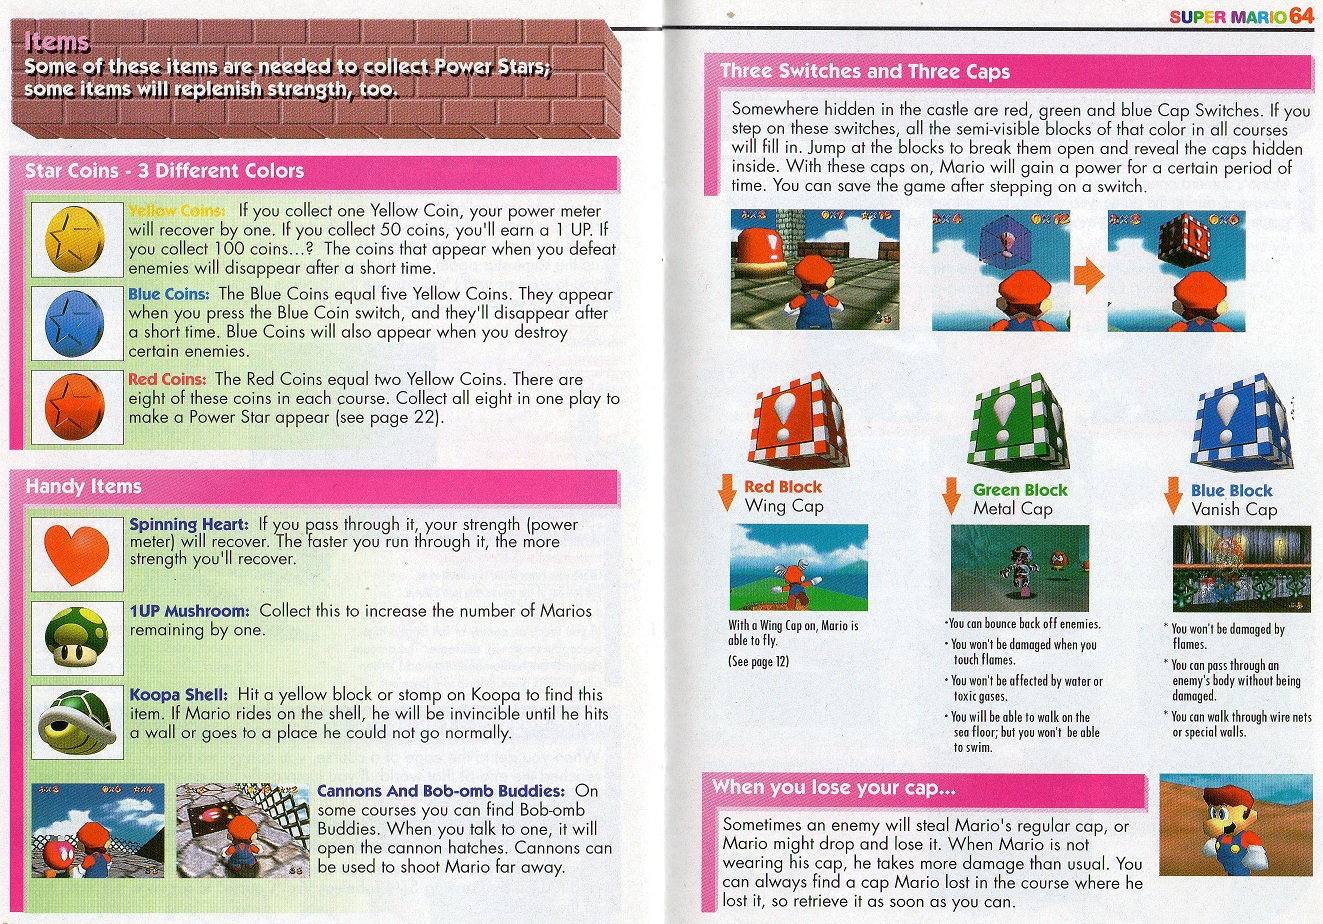 Items
Some of these items are needed to collect Power Stars;
some items will replenish strength, too.
Star Coins - 3 Different Colors
Yellow Coins: If you collect one Yellow Coin, your power meter
will recover by one. If you collect 50 coins, you'll earn a 1 UP. If
you collect 100 coins...? The coins that appear when you defeat
enemies will disappear after a short time.
Blue Coins: The Blue Coins equal five Yellow Coins. They appear
when you press the Blue Coin switch, and they'll disappear after
a short time. Blue Coins will also appear when you destroy
certain enemies.
Red Coins: The Red Coins equal two Yellow Coins. There are
eight of these coins in each course. Collect all eight in one play to
make a Power Star appear (see page 22).
Handy Items
Spinning Heart: If you pass through it, your strength (power
meter) will recover. The faster you run through it, the more
strength you'll recover.
1UP Mushroom: Collect this to increase the number of Marios
remaining by one.
Koopa Shell: Hit a yellow block or stomp on Koopa to find this
item. If Mario rides on the shell, he will be invincible until he hits
a wall or goes to a place he could not go normally.
Cannons And Bob-omb Buddies: On
some courses you can find Bob-omb
Buddies. When you talk to one, it will
open the cannon hatches. Cannons can
be used to shoot Mario far away.
SUPER MARIO 64
Three Switches and Three Caps
Somewhere hidden in the castle are red, green and blue Cap Switches. If you
step on these switches, all the semi-visible blocks of that color in all courses
will fill in. Jump at the blocks to break them open and reveal the caps hidden
inside. With these caps on, Mario will gain a power for a certain period of
time. You can save the game after stepping on a switch.
Red Block
Wing Cap
With a Wing Cap on, Mario is
able to fly.
(See page 12)
Green Block
Metal Cap
• You can bounce back off enemies.
• You won't be damaged when you
touch flames.
• You won't be affected by water or
toxic gases.
• You will be able to walk on the
sea floor; but you won't be able
to swim.
Blue Block
Vanish Cap
* You won't be damaged by
flames.
* You can pass through an
enemy's body without being
damaged.
* You can walk through wire nets
or special walls.
When you lose your cap...
Sometimes an enemy will steal Mario's regular cap, or
Mario might drop and lose it. When Mario is not
wearing his cap, he takes more damage than usual. You
can always find a cap Mario lost in the course where he
lost it, so retrieve it as soon as you can.